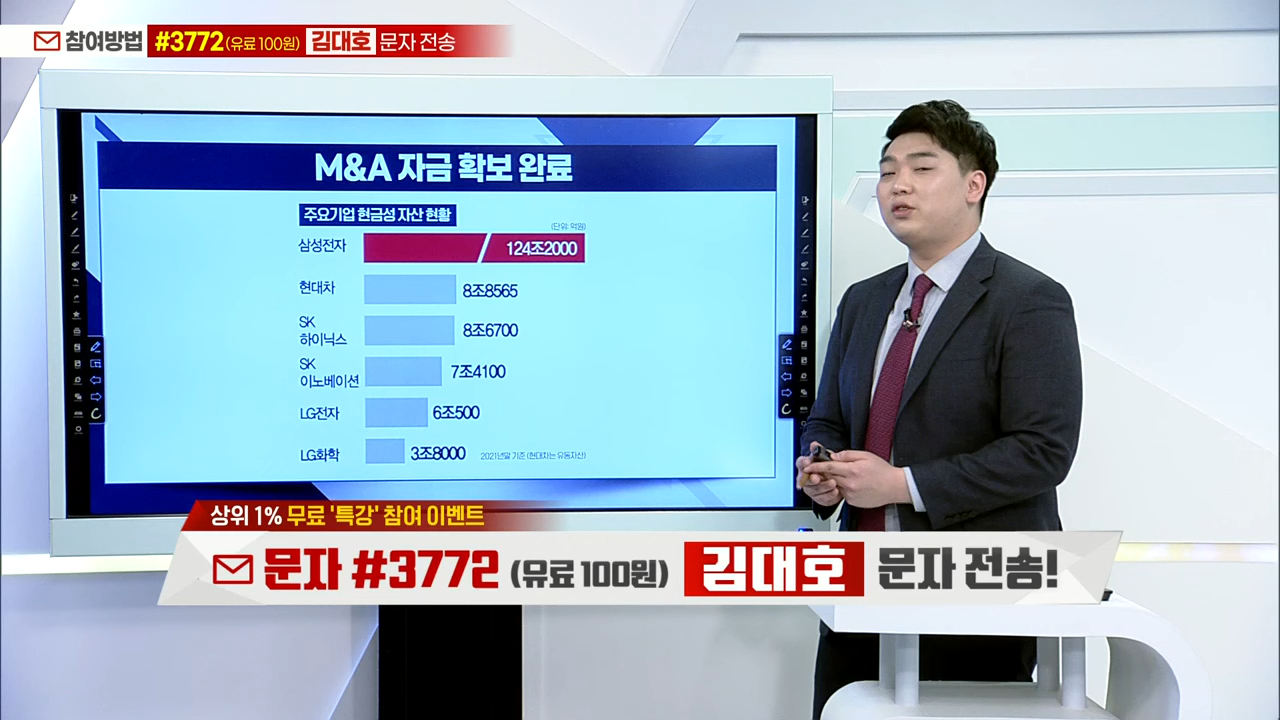 참여방법 #3772 (유료 100원) 김대호 문자 전송
M&A 자금 확보 완료
주요기업 현금성 자산 현황
(단위: 억원)
삼성전자 124조2000
현대차 8조8565
SK
하이닉스 8조6700
SK
이노베이션 7조4100
LG전자 6조500
LG화학 3조8000
2021년말 기준 (현대차는 유동자산)
상위 1% 무료 '특강' 참여 이벤트
문자 #3772 (유료 100원) 김대호 문자 전송!